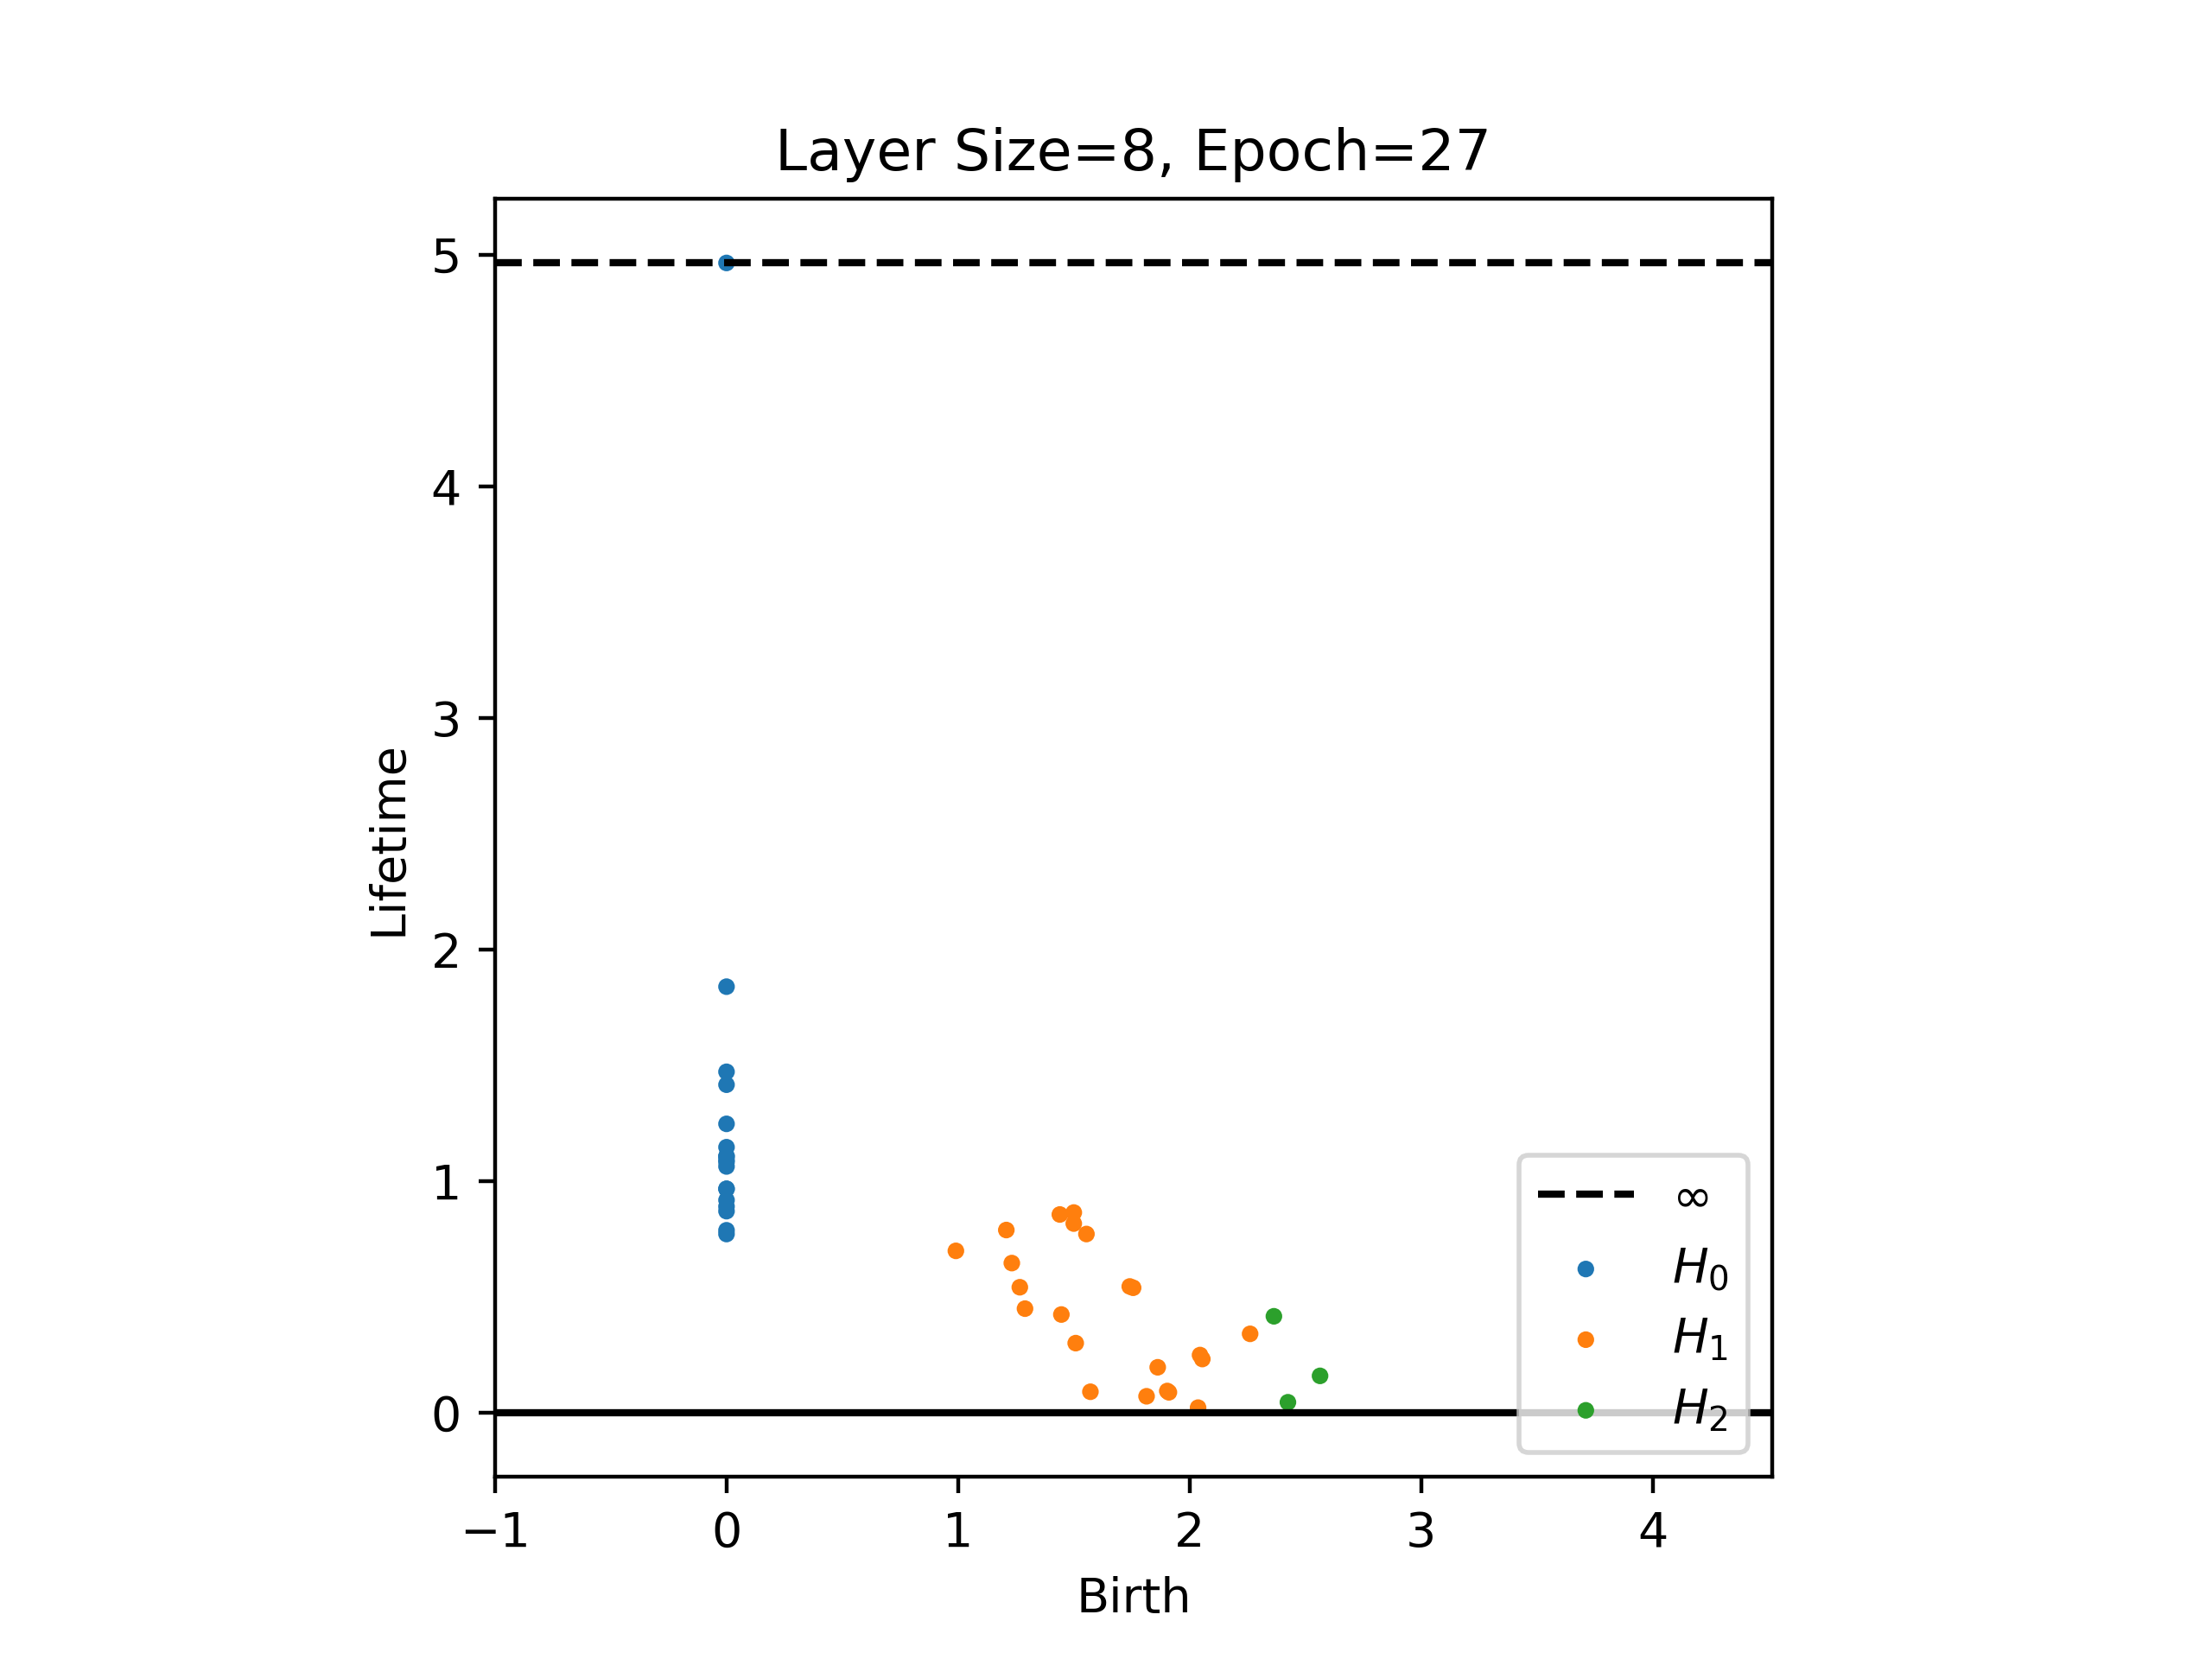 Layer Size=8, Epoch=27
5
4
3
2
1
0
Lifetime
∞
H₀
H₁
H₂
−1 0 1 2 3 4
Birth